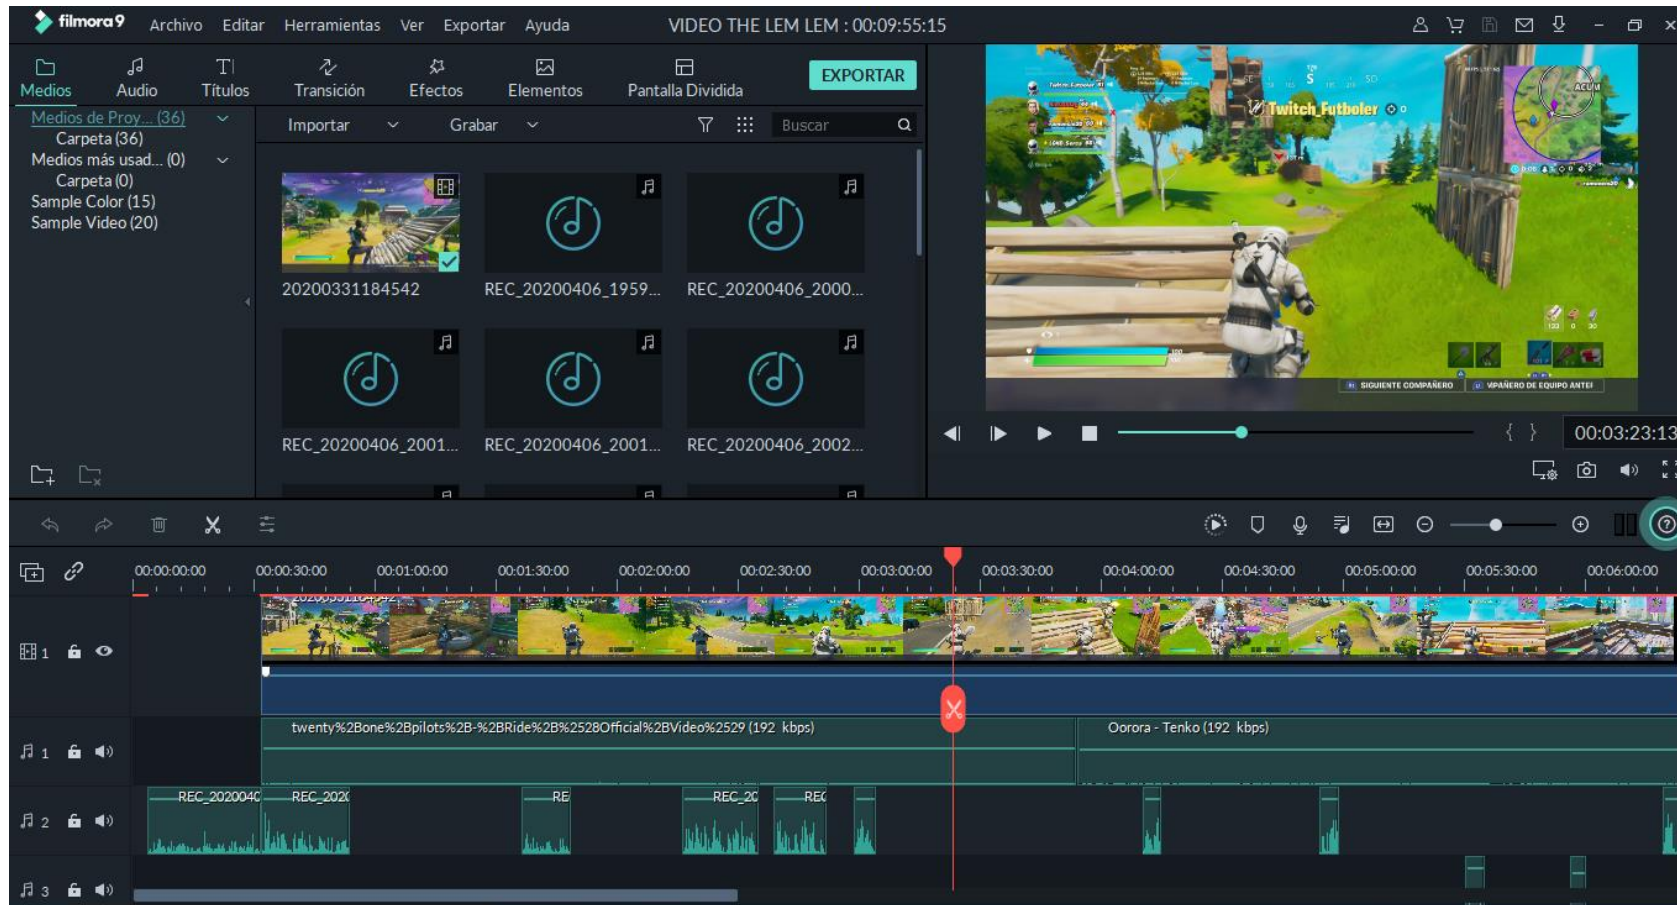 filmora9 Archivo Editar Herramientas Ver Exportar Ayuda VIDEO THE LEM LEM : 00:09:55:15
Medios Audio Títulos Transición Efectos Elementos Pantalla Dividida EXPORTAR
Medios de Proy... (36)
Carpeta (36)
Medios más usad... (0)
Carpeta (0)
Sample Color (15)
Sample Video (20)
Importar Grabar Buscar
20200331184542 REC_20200406_1959... REC_20200406_2000...
REC_20200406_2001... REC_20200406_2001... REC_20200406_2002...
S
Twitch_Futboler 0
SIGUIENTE COMPAÑERO
00:03:23:13
00:00:00:00 00:00:30:00 00:01:00:00 00:01:30:00 00:02:00:00 00:02:30:00 00:03:00:00 00:03:30:00 00:04:00:00 00:04:30:00 00:05:00:00 00:05:30:00 00:06:00:00
1
twenty%2Bone%2Bpilots%2B-%2BRide%2B%2528Official%2BVideo%2529 (192 kbps) Oorora - Tenko (192 kbps)
1
REC_202004 REC_202 RE REC_20 REC
2
3